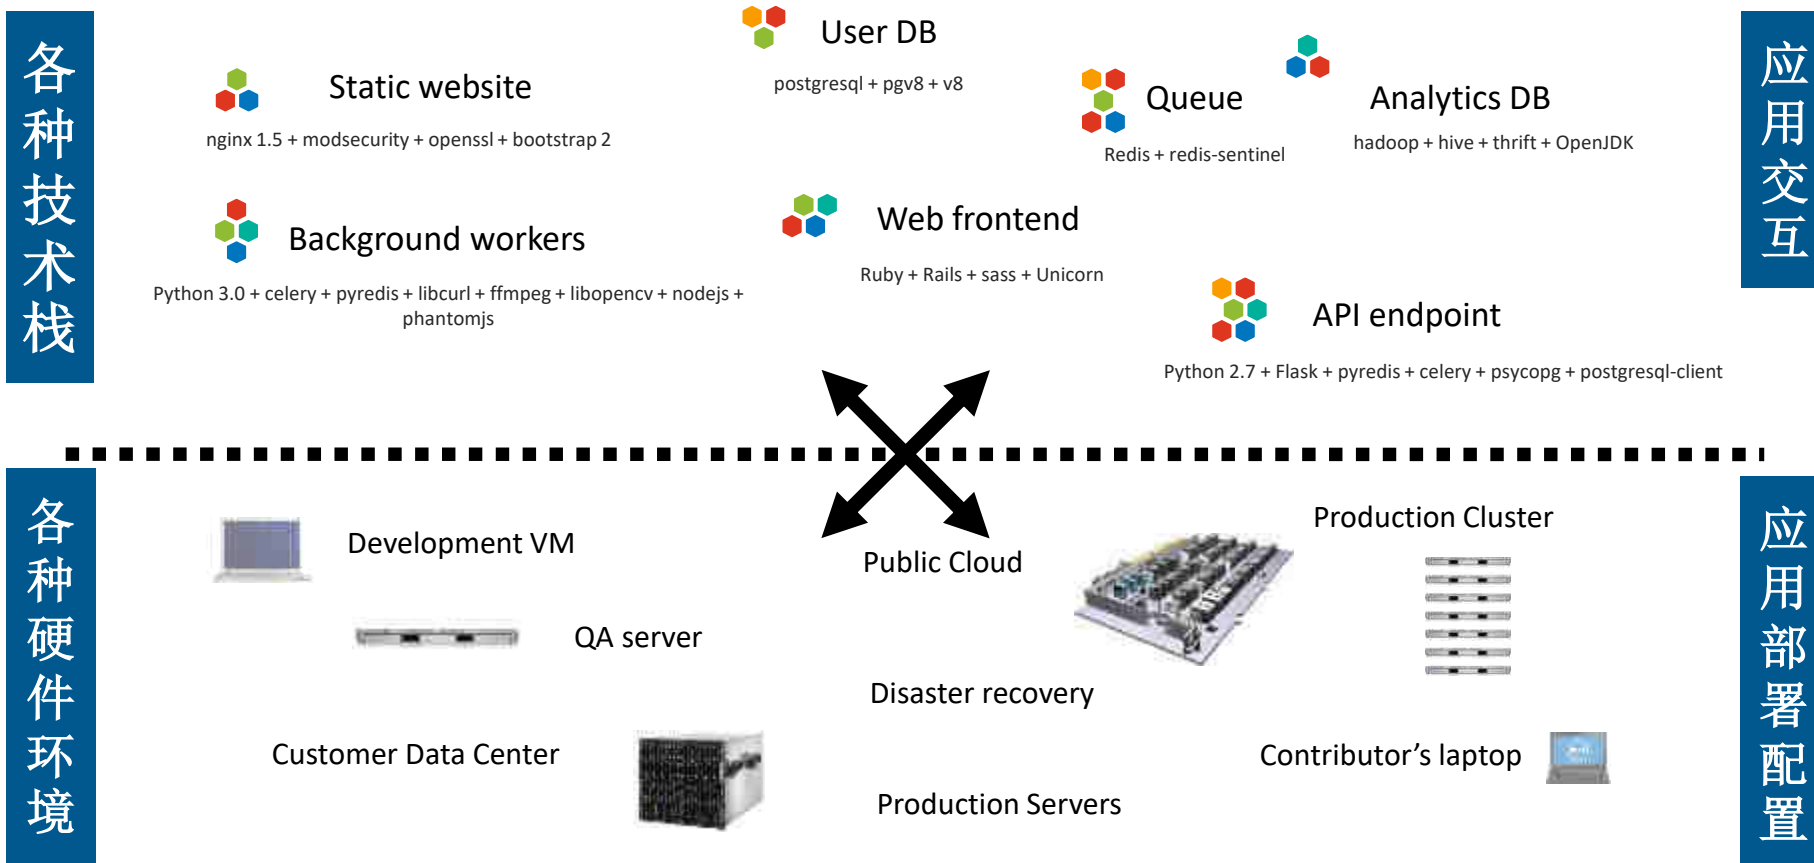 各种技术栈
User DB
postgresql + pgv8 + v8
Static website
nginx 1.5 + modsecurity + openssl + bootstrap 2
Queue
Redis + redis-sentinel
Analytics DB
hadoop + hive + thrift + OpenJDK
应用交互
Background workers
Python 3.0 + celery + pyredis + libcurl + ffmpeg + libopencv + nodejs +
phantomjs
Web frontend
Ruby + Rails + sass + Unicorn
API endpoint
Python 2.7 + Flask + pyredis + celery + psycopg + postgresql-client
各种硬件环境
Development VM
Public Cloud
Production Cluster
QA server
Disaster recovery
Customer Data Center
Contributor’s laptop
Production Servers
应用部署配置